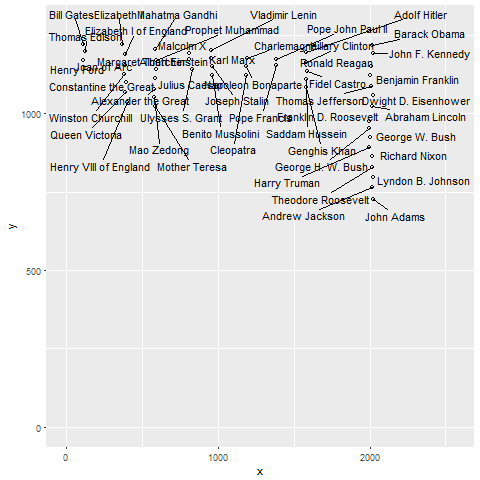 Bill Gates
Elizabeth II
Mahatma Gandhi
Vladimir Lenin
Adolf Hitler
Elizabeth I of England
Prophet Muhammad
Pope John Paul II
Thomas Edison
Barack Obama
Malcolm X
Charlemagne
Hillary Clinton
John F. Kennedy
Margaret Thatcher
Albert Einstein
Karl Marx
Ronald Reagan
Henry Ford
Joan of Arc
Constantine the Great
Julius Caesar
Napoleon Bonaparte
Fidel Castro
Benjamin Franklin
Alexander the Great
Joseph Stalin
Thomas Jefferson
Dwight D. Eisenhower
Winston Churchill
Ulysses S. Grant
Pope Francis
Franklin D. Roosevelt
Abraham Lincoln
Queen Victoria
Benito Mussolini
Saddam Hussein
George W. Bush
Mao Zedong
Cleopatra
Genghis Khan
Richard Nixon
Henry VIII of England
Mother Teresa
George H. W. Bush
Harry Truman
Lyndon B. Johnson
Theodore Roosevelt
Andrew Jackson
John Adams
1000
500
0
y
0
1000
2000
x